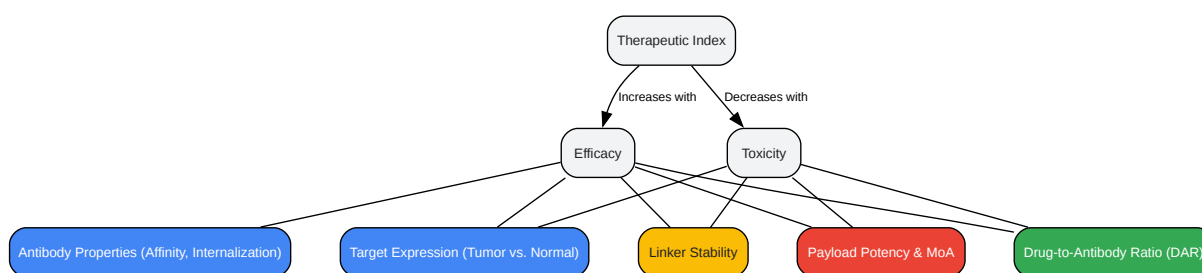 Therapeutic Index
Increases with
Decreases with
Efficacy
Toxicity
Antibody Properties (Affinity, Internalization)
Target Expression (Tumor vs. Normal)
Linker Stability
Payload Potency & MoA
Drug-to-Antibody Ratio (DAR)